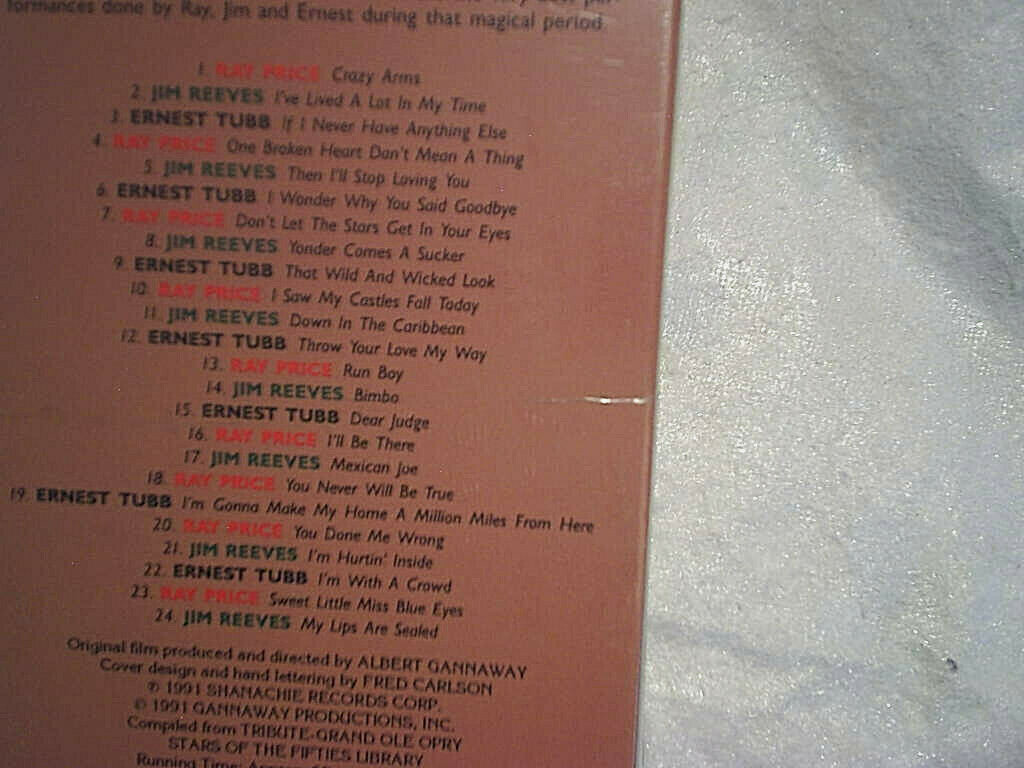 formances done by Ray, Jim and Ernest during that magical period.
1. RAY PRICE Crazy Arms
2. JIM REEVES I've Lived A Lot In My Time
3. ERNEST TUBB If I Never Have Anything Else
4. RAY PRICE One Broken Heart Don't Mean A Thing
5. JIM REEVES Then I'll Stop Loving You
6. ERNEST TUBB I Wonder Why You Said Goodbye
7. RAY PRICE Don't Let The Stars Get In Your Eyes
8. JIM REEVES Yonder Comes A Sucker
9. ERNEST TUBB That Wild And Wicked Look
10. RAY PRICE I Saw My Castles Fall Today
11. JIM REEVES Down In The Caribbean
12. ERNEST TUBB Throw Your Love My Way
13. RAY PRICE Run Boy
14. JIM REEVES Bimbo
15. ERNEST TUBB Dear Judge
16. RAY PRICE I'll Be There
17. JIM REEVES Mexican Joe
18. RAY PRICE You Never Will Be True
19. ERNEST TUBB I'm Gonna Make My Home A Million Miles From Here
20. RAY PRICE You Done Me Wrong
21. JIM REEVES I'm Hurtin' Inside
22. ERNEST TUBB I'm With A Crowd
23. RAY PRICE Sweet Little Miss Blue Eyes
24. JIM REEVES My Lips Are Sealed
Original film produced and directed by ALBERT GANNAWAY
Cover design and hand lettering by FRED CARLSON
℗ 1991 SHANACHIE RECORDS CORP.
© 1991 GANNAWAY PRODUCTIONS, INC.
Compiled from TRIBUTE-GRAND OLE OPRY
STARS OF THE FIFTIES LIBRARY
Running Time: